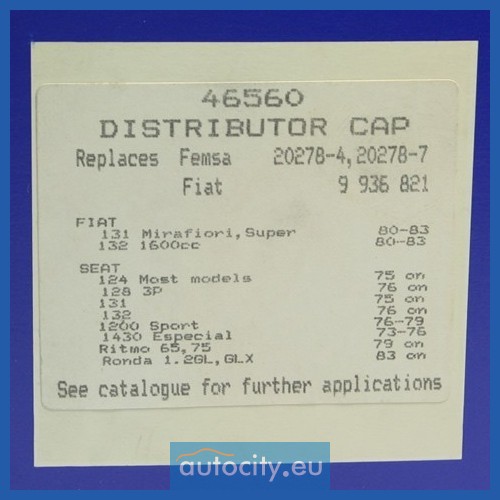 46560
DISTRIBUTOR CAP
Replaces Femsa 20278-4, 20278-7
Fiat 9 936 821
FIAT
131 Mirafiori, Super 80-83
132 1600cc 80-83
SEAT
124 Most models 75 on
128 3P 76 on
131 75 on
132 76 on
1200 Sport 76-79
1430 Especial 73-76
Ritmo 65, 75 79 on
Ronda 1.2GL, GLX 83 on
See catalogue for further applications
autocity.eu